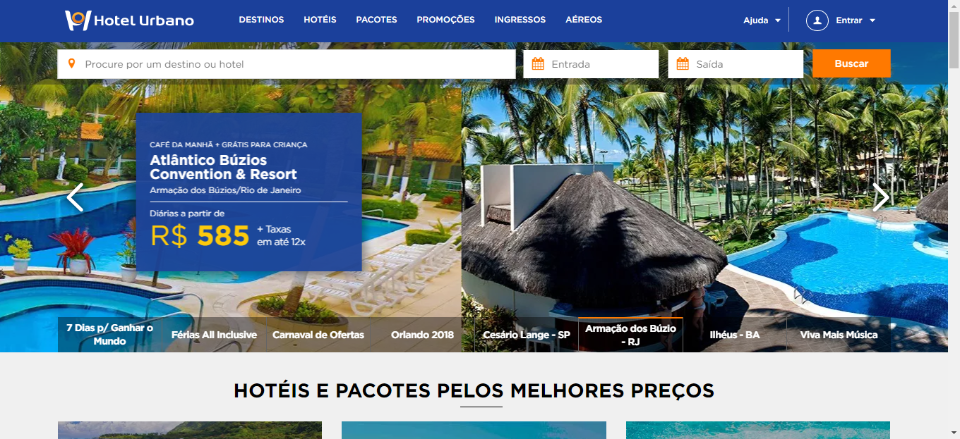 Hotel Urbano
DESTINOS HOTÉIS PACOTES PROMOÇÕES INGRESSOS AÉREOS
Ajuda Entrar
Procure por um destino ou hotel
Entrada
Saída
Buscar
CAFÉ DA MANHÃ + GRÁTIS PARA CRIANÇA
Atlântico Búzios
Convention & Resort
Armação dos Búzios/Rio de Janeiro
Diárias a partir de
R$ 585
+ Taxas
em até 12x
7 Dias p/ Ganhar o
Mundo
Férias All Inclusive
Carnaval de Ofertas
Orlando 2018
Cesário Lange - SP
Armação dos Búzio
- RJ
Ilhéus - BA
Viva Mais Música
HOTÉIS E PACOTES PELOS MELHORES PREÇOS